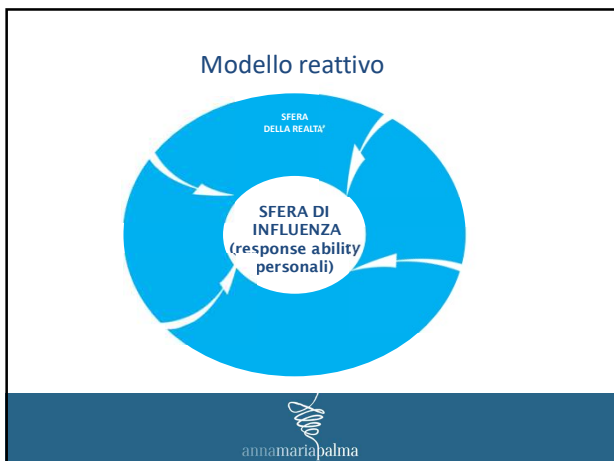 Modello reattivo
SFERA
DELLA REALTA'
SFERA DI
INFLUENZA
(response ability
personali)
annamariapalma